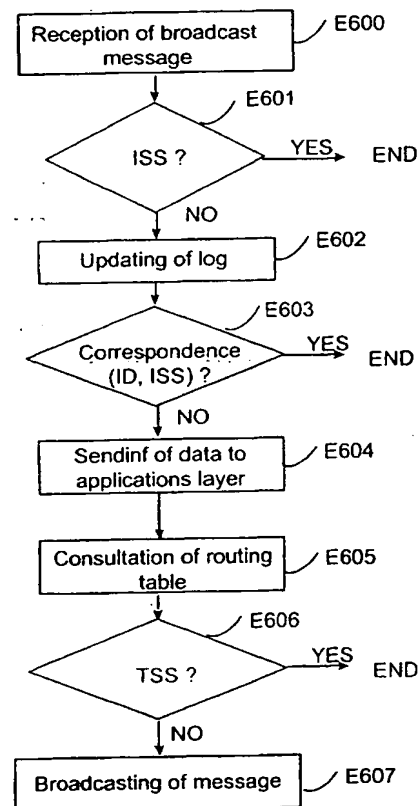 E600
Reception of broadcast
message
E601
ISS ?
YES
END
NO
E602
Updating of log
E603
Correspondence
(ID, ISS) ?
YES
END
NO
Sendinf of data to
applications layer
E604
Consultation of routing
table
E605
E606
TSS ?
YES
END
NO
Broadcasting of message
E607